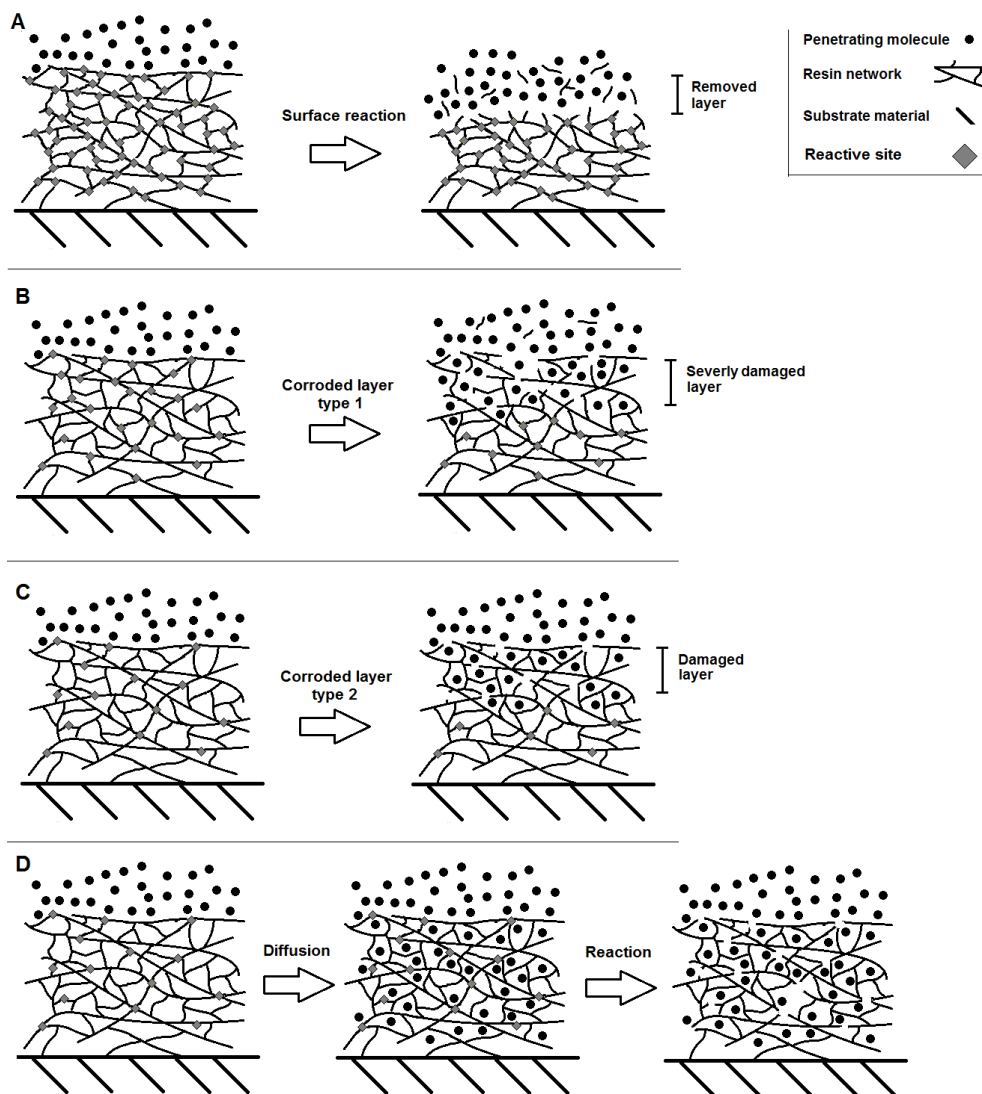 A
Surface reaction
Removed
layer
Penetrating molecule
Resin network
Substrate material
Reactive site
B
Corroded layer
type 1
Severly damaged
layer
C
Corroded layer
type 2
Damaged
layer
D
Diffusion
Reaction